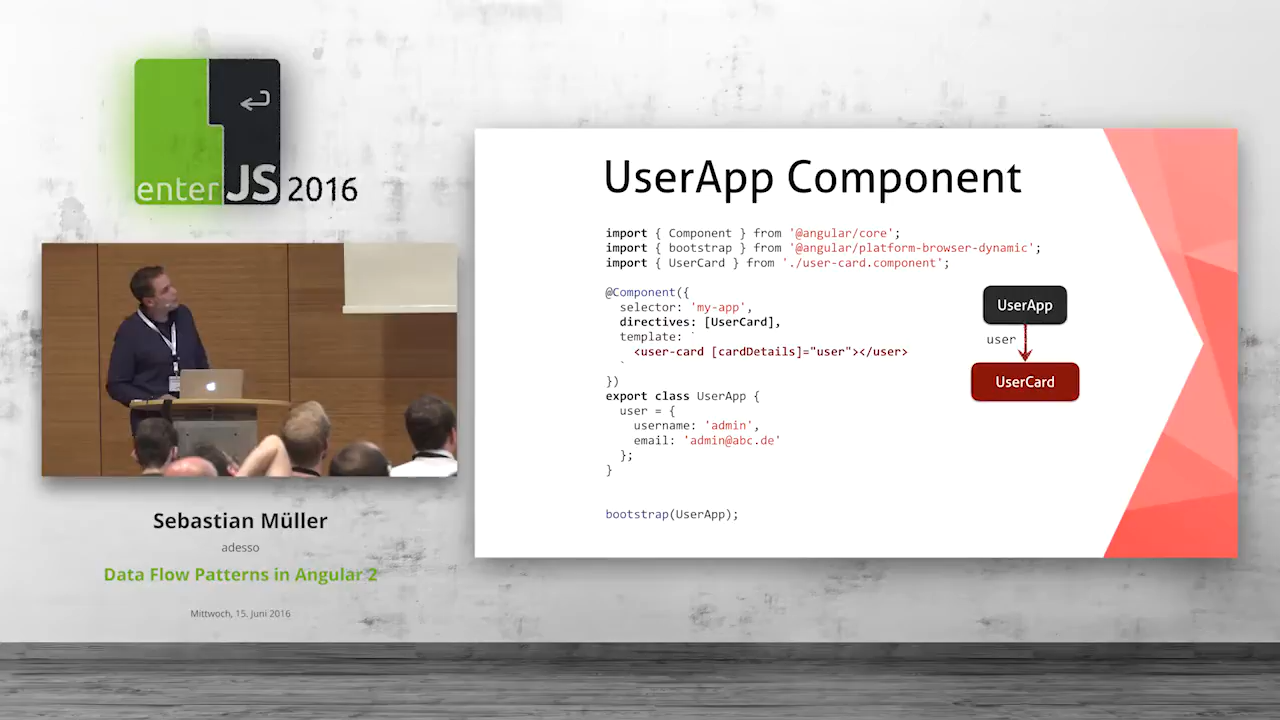 enterJS 2016
Sebastian Müller
adesso
Data Flow Patterns in Angular 2
Mittwoch, 15. Juni 2016
UserApp Component
import { Component } from '@angular/core';
import { bootstrap } from '@angular/platform-browser-dynamic';
import { UserCard } from './user-card.component';
@Component({
selector: 'my-app',
directives: [UserCard],
template: `
<user-card [cardDetails]="user"></user>
`
})
export class UserApp {
user = {
username: 'admin',
email: 'admin@abc.de'
};
}
bootstrap(UserApp);
UserApp
user
UserCard